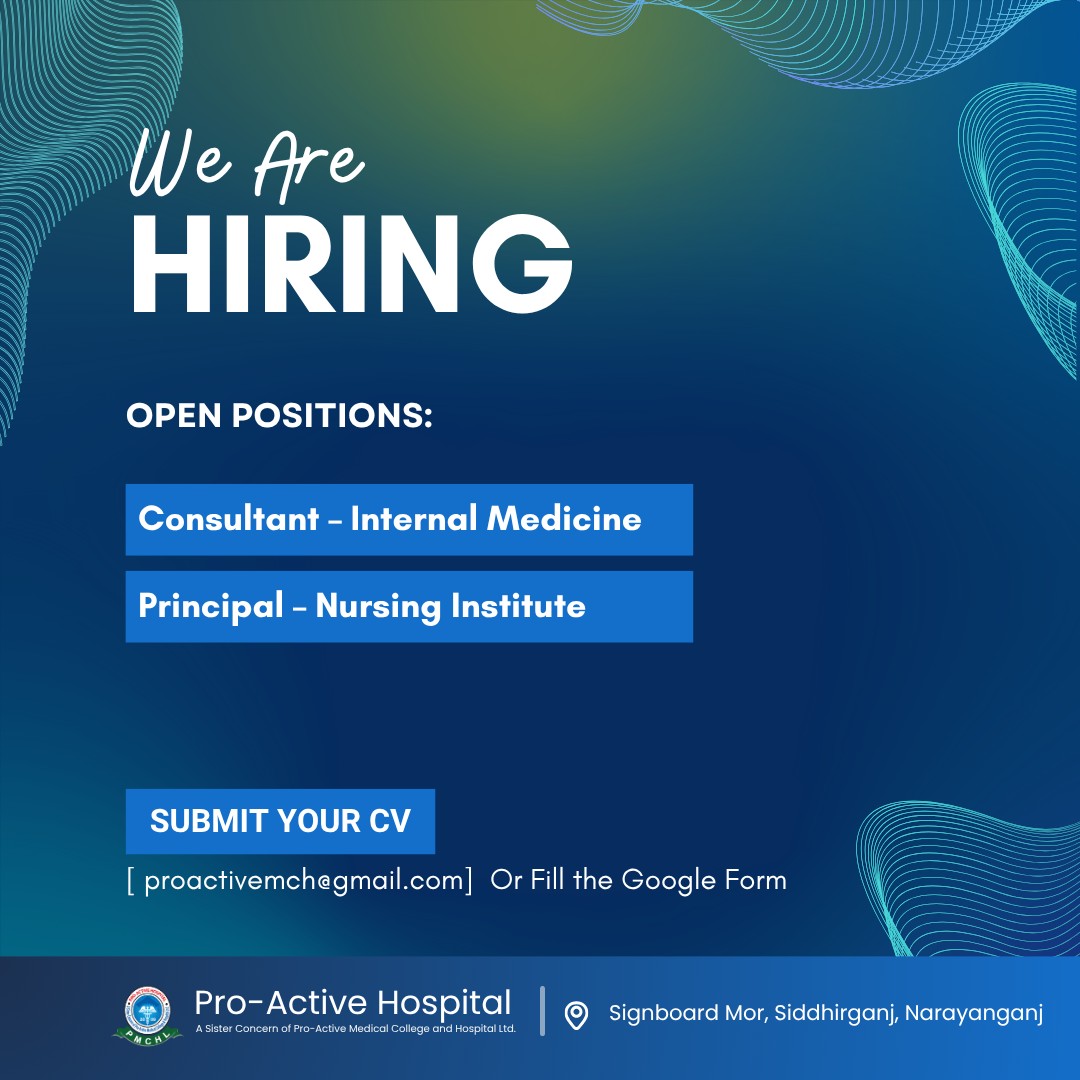 We Are
HIRING
OPEN POSITIONS:
Consultant – Internal Medicine
Principal – Nursing Institute
SUBMIT YOUR CV
[ proactivemch@gmail.com]  Or Fill the Google Form
Pro-Active Hospital
A Sister Concern of Pro-Active Medical College and Hospital Ltd.
Signboard Mor, Siddhirganj, Narayanganj
PMCHL